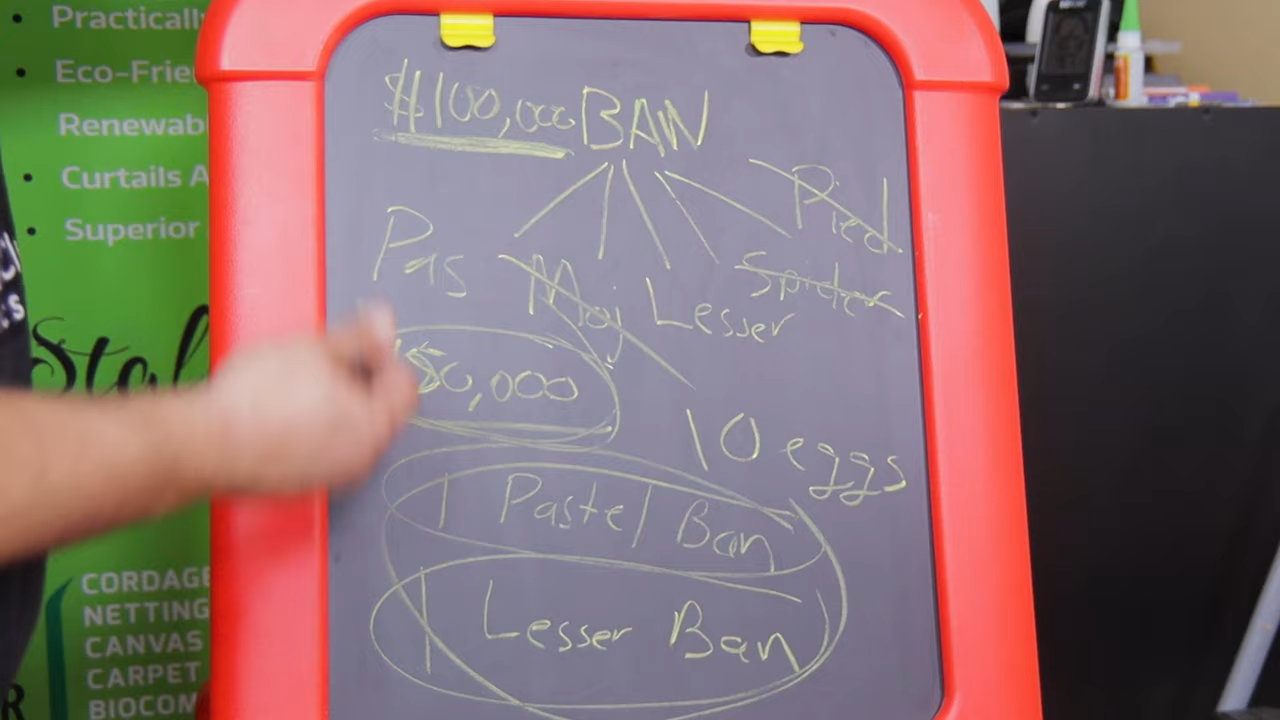 • Practically
• Eco-Frie
Renewab
• Curtails A
• Superior
Stal
CORDAGE
NETTING
CANVAS
CARPET
BIOCOM
$100,000 BAN
Pied
Pas Moj Lesser Spider
$50,000
10 eggs
1 Pastel Ban
1 Lesser Ban